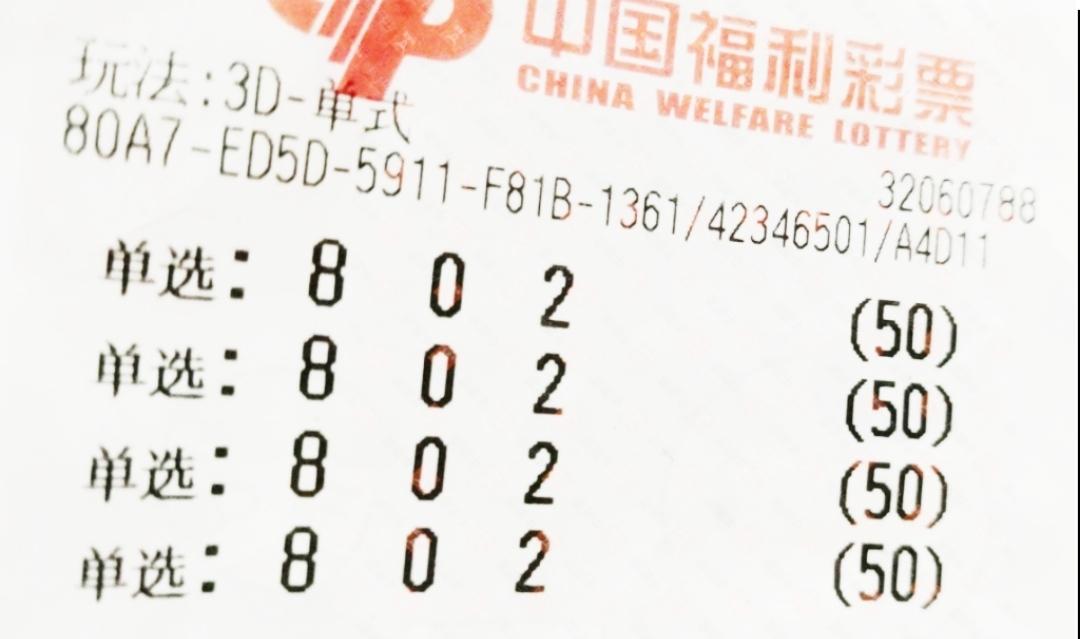 中国福利彩票
CHINA WELFARE LOTTERY
玩法:3D-单式
32060788
80A7-ED5D-5911-F81B-1361/42346501/A4D11
单选: 8 0 2 (50)
单选: 8 0 2 (50)
单选: 8 0 2 (50)
单选: 8 0 2 (50)